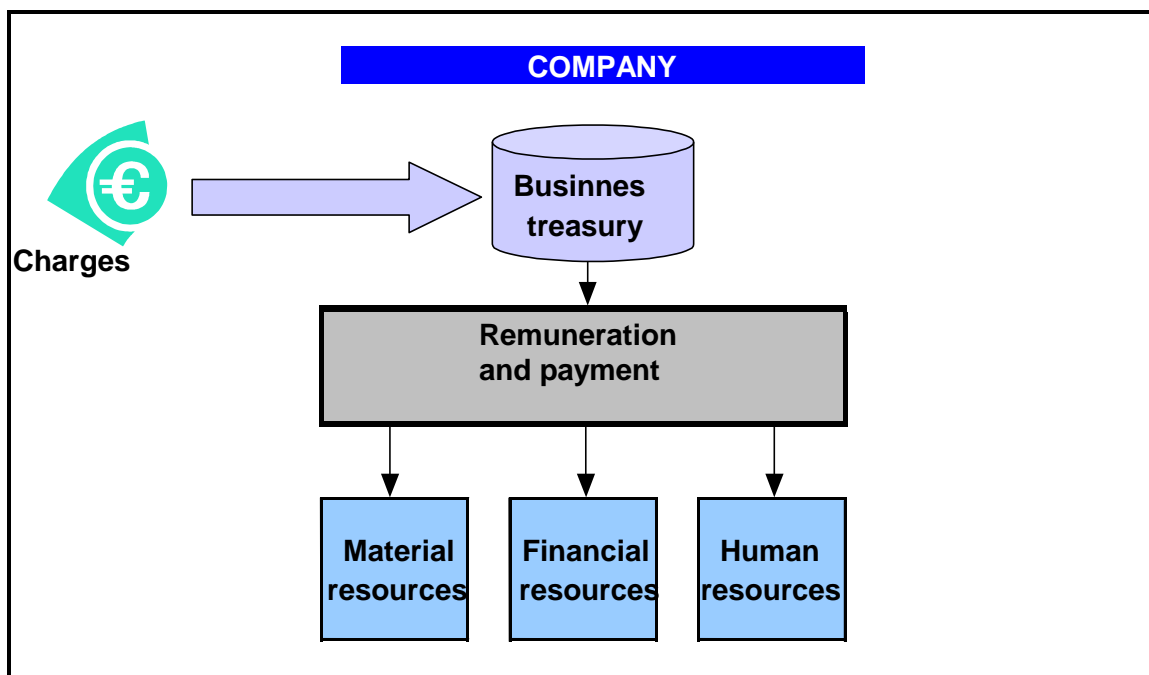 COMPANY
€
Businnes
treasury
Charges
Remuneration
and payment
Material
resources
Financial
resources
Human
resources